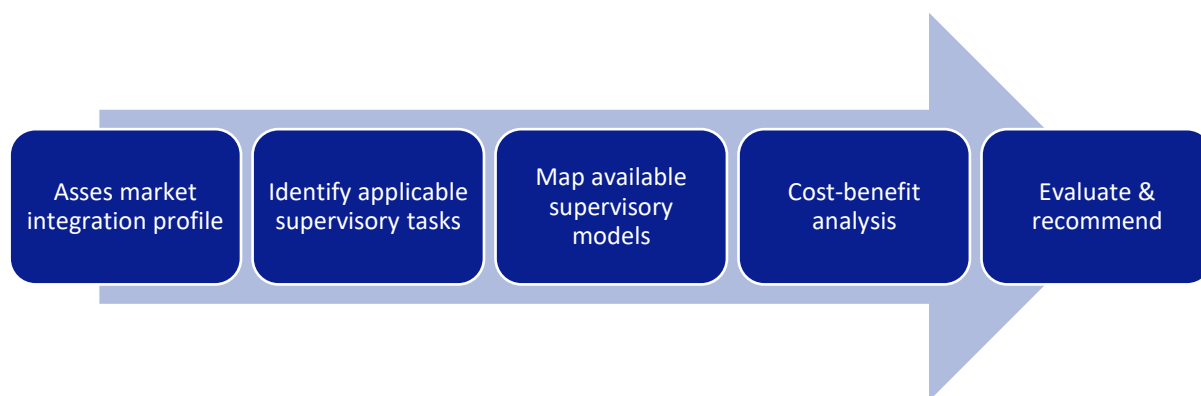 Asses market
integration profile
Identify applicable
supervisory tasks
Map available
supervisory
models
Cost-benefit
analysis
Evaluate &
recommend